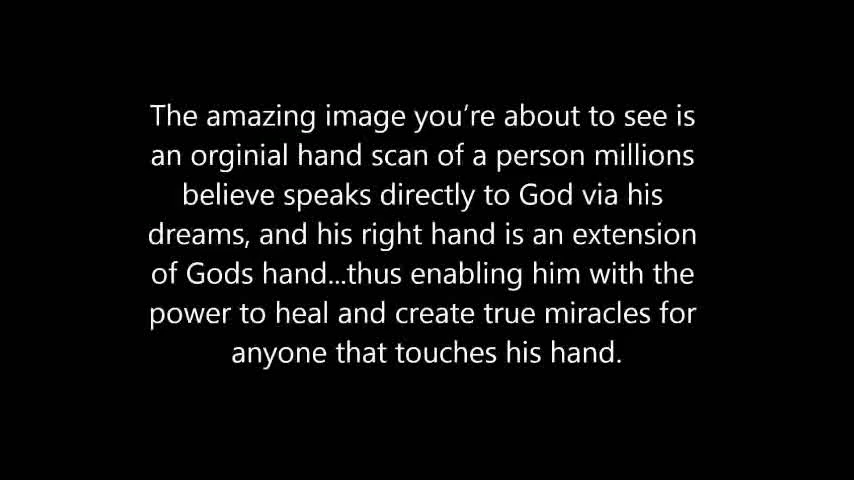 The amazing image you’re about to see is
an orginial hand scan of a person millions
believe speaks directly to God via his
dreams, and his right hand is an extension
of Gods hand...thus enabling him with the
power to heal and create true miracles for
anyone that touches his hand.